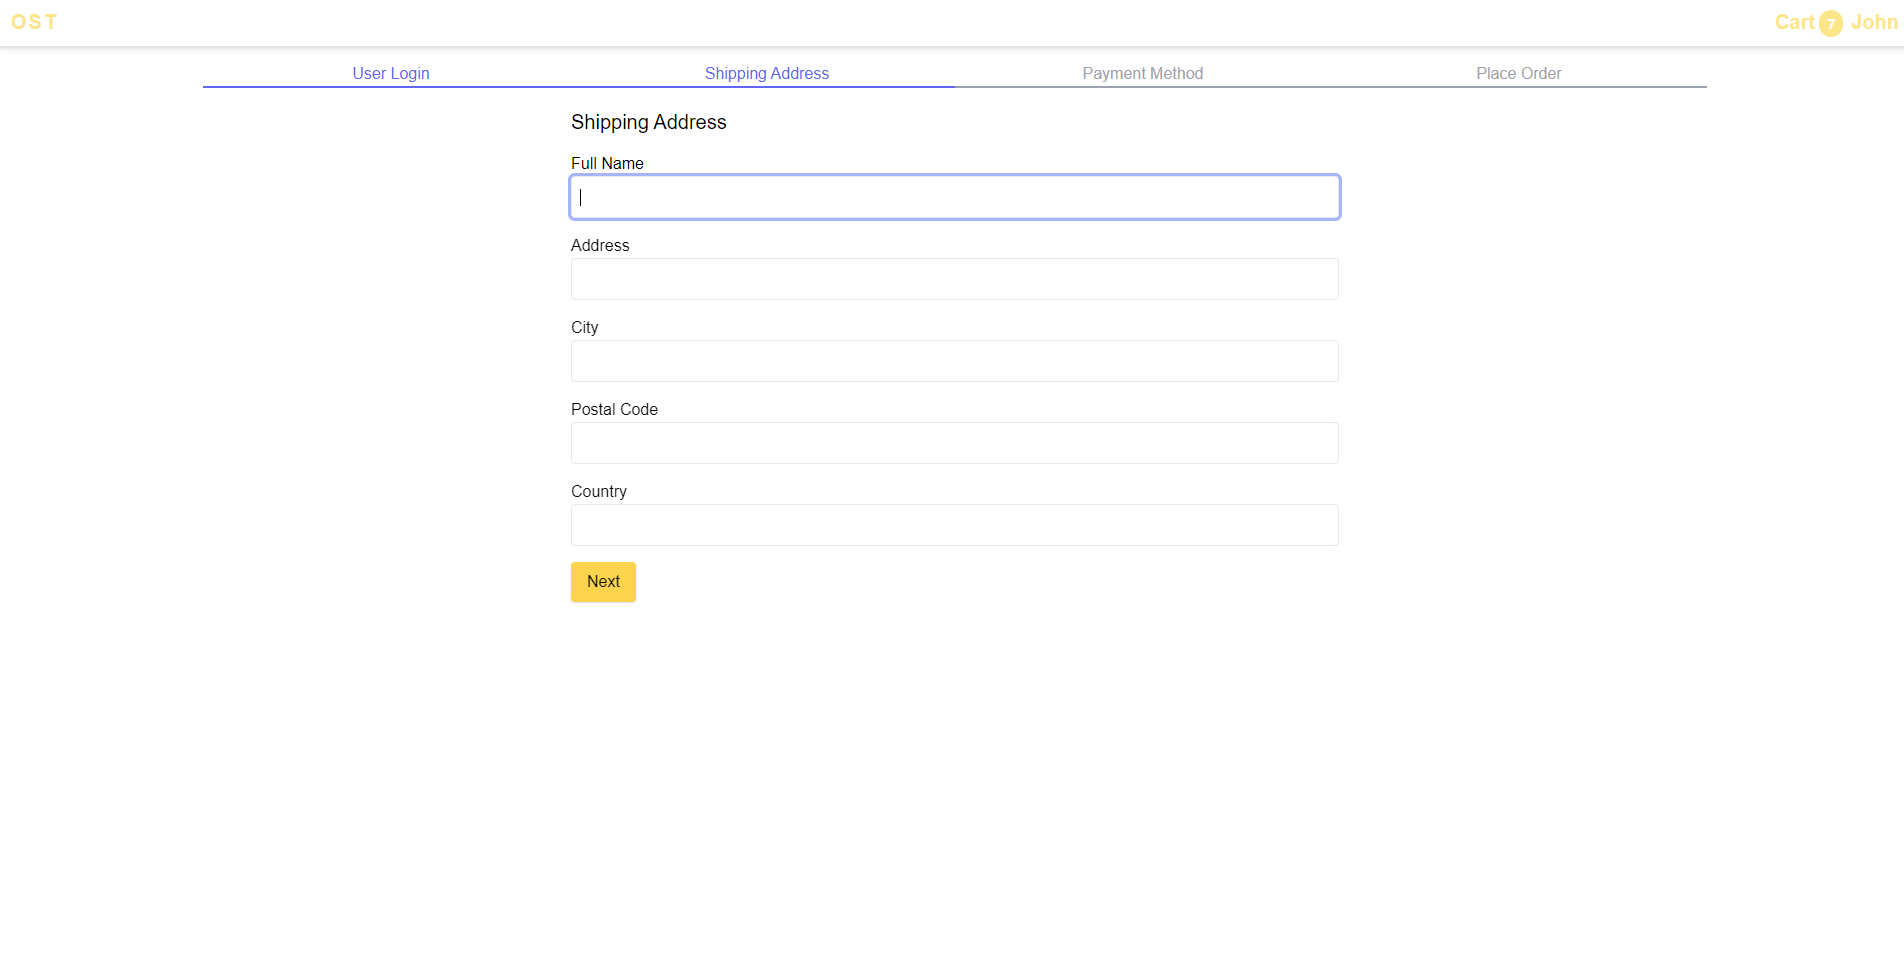 OST
Cart 7 John
User Login Shipping Address Payment Method Place Order
Shipping Address
Full Name
Address
City
Postal Code
Country
Next